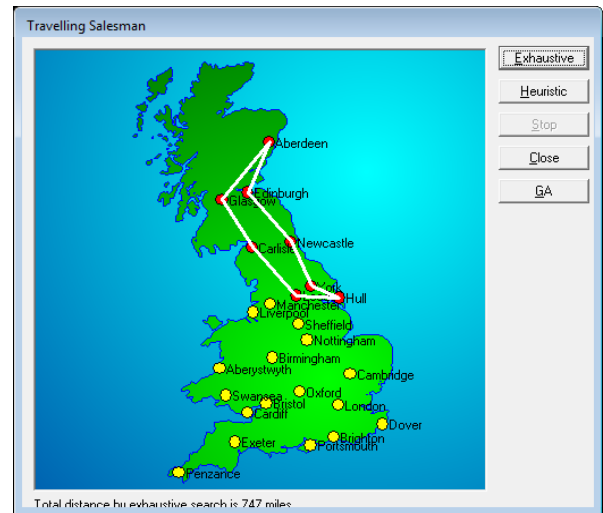 Travelling Salesman
Exhaustive
Heuristic
Stop
Close
GA
Aberdeen
Edinburgh
Glasgow
Newcastle
Carlisle
York
Hull
Manchester
Liverpool
Sheffield
Nottingham
Birmingham
Aberystwyth
Cambridge
Oxford
Swansea
Bristol
London
Cardiff
Dover
Brighton
Exeter
Portsmouth
Penzance
Total distance by exhaustive search is 747 miles